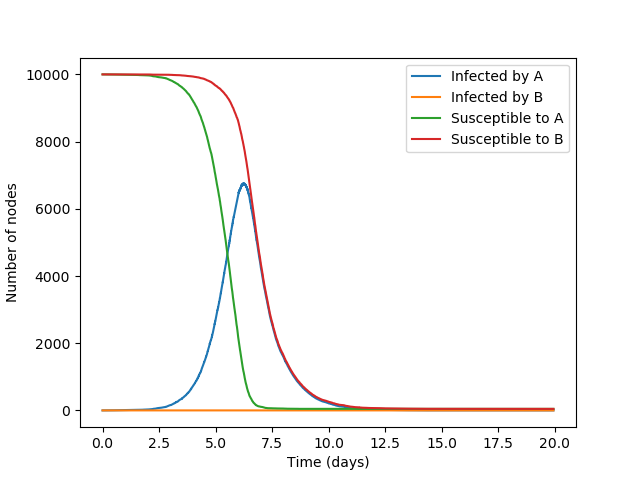 Number of nodes
10000
8000
6000
4000
2000
0
0.0 2.5 5.0 7.5 10.0 12.5 15.0 17.5 20.0
Time (days)
Infected by A
Infected by B
Susceptible to A
Susceptible to B